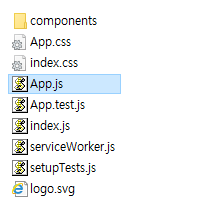 components
App.css
index.css
App.js
App.test.js
index.js
serviceWorker.js
setupTests.js
logo.svg